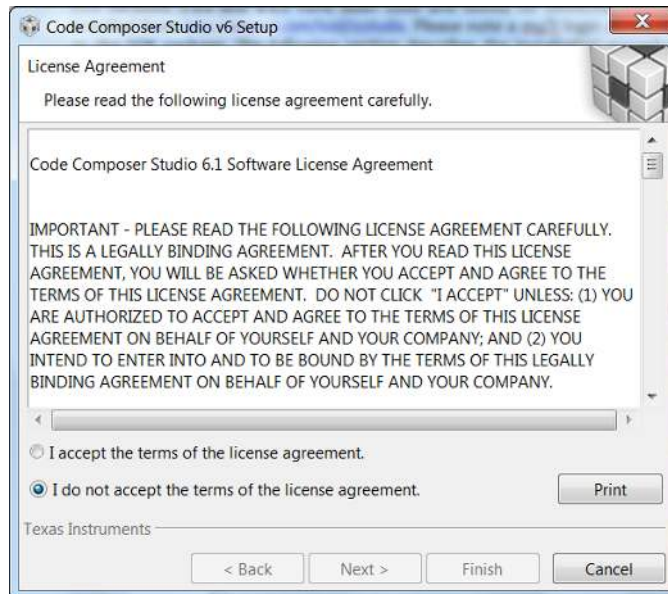 Code Composer Studio v6 Setup
License Agreement
Please read the following license agreement carefully.
Code Composer Studio 6.1 Software License Agreement
IMPORTANT - PLEASE READ THE FOLLOWING LICENSE AGREEMENT CAREFULLY.
THIS IS A LEGALLY BINDING AGREEMENT.  AFTER YOU READ THIS LICENSE
AGREEMENT, YOU WILL BE ASKED WHETHER YOU ACCEPT AND AGREE TO THE
TERMS OF THIS LICENSE AGREEMENT.  DO NOT CLICK  "I ACCEPT" UNLESS: (1) YOU
ARE AUTHORIZED TO ACCEPT AND AGREE TO THE TERMS OF THIS LICENSE
AGREEMENT ON BEHALF OF YOURSELF AND YOUR COMPANY; AND (2) YOU
INTEND TO ENTER INTO AND TO BE BOUND BY THE TERMS OF THIS LEGALLY
BINDING AGREEMENT ON BEHALF OF YOURSELF AND YOUR COMPANY.
I accept the terms of the license agreement.
I do not accept the terms of the license agreement.
Print
Texas Instruments
< Back
Next >
Finish
Cancel